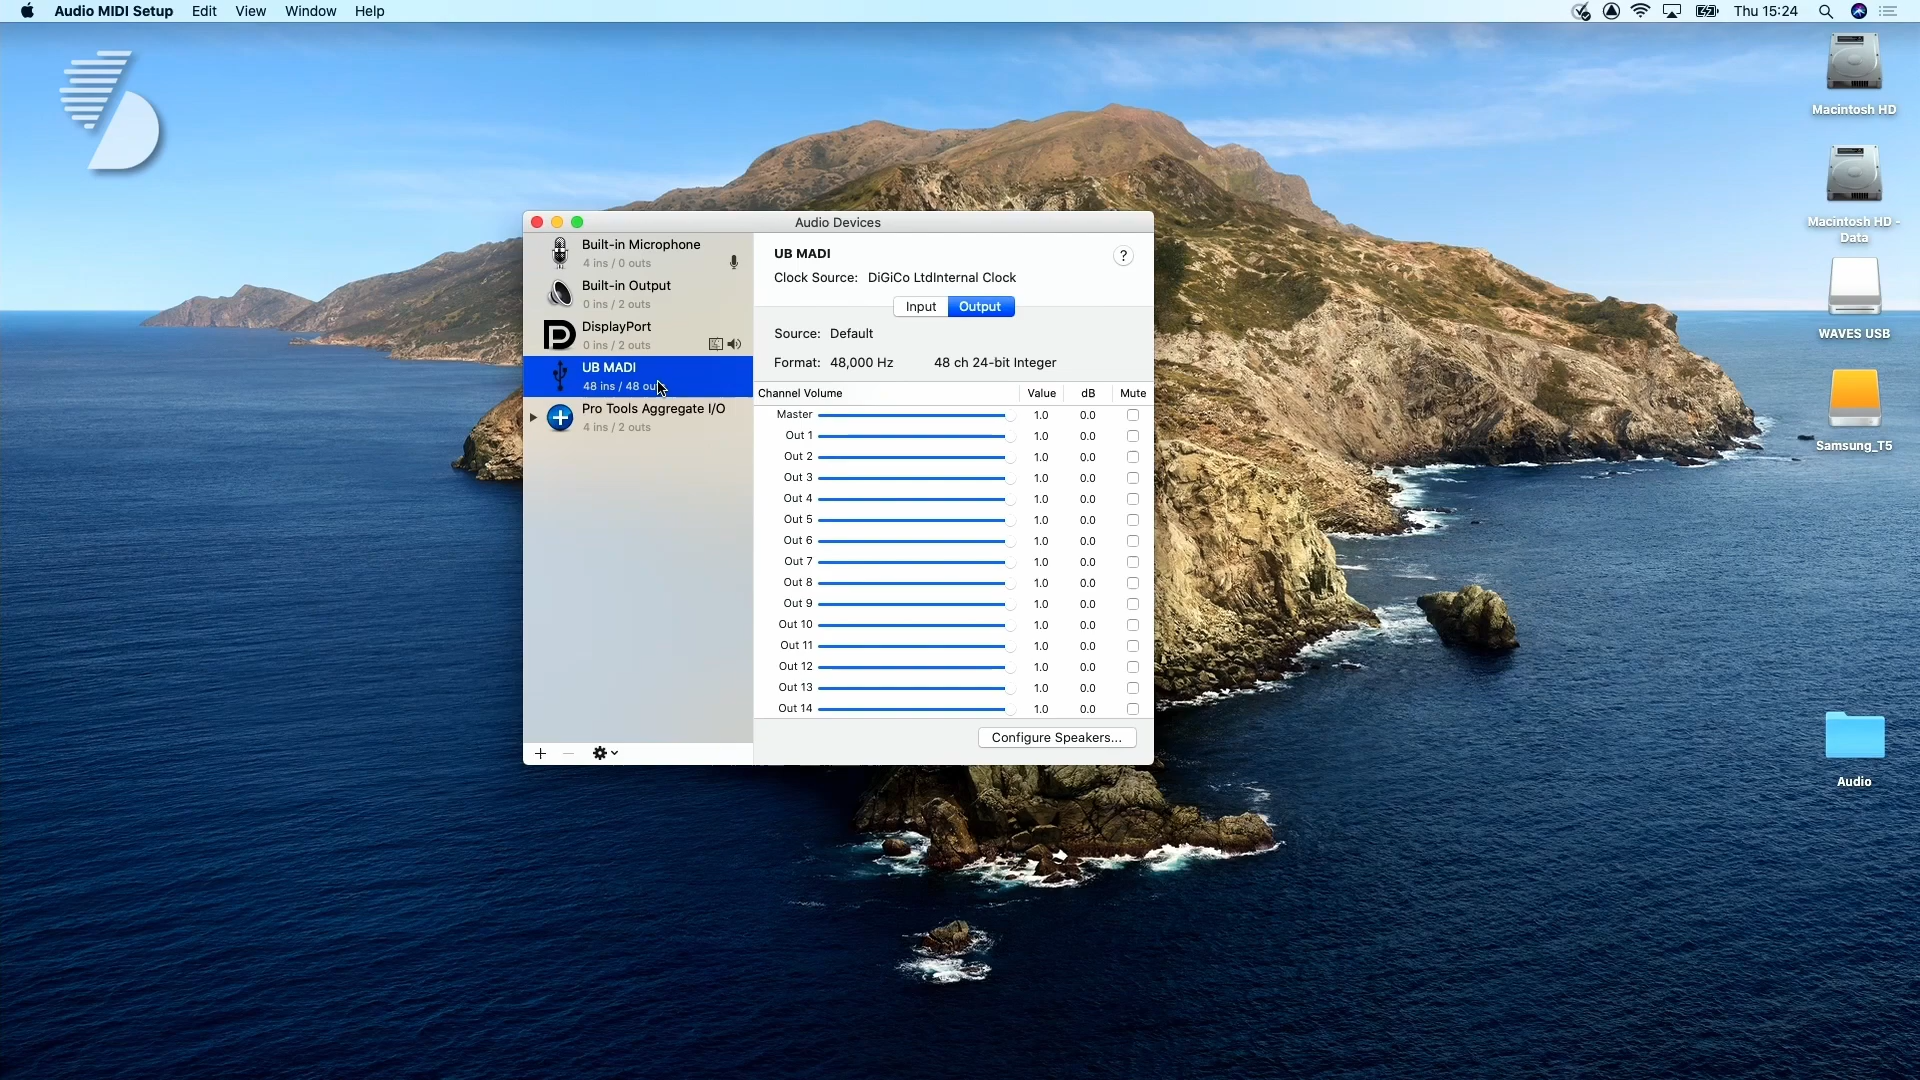 Audio MIDI Setup Edit View Window Help Thu 15:24
Macintosh HD
Macintosh HD -
Data
WAVES USB
Samsung_T5
Audio
Audio Devices
Built-in Microphone
4 ins / 0 outs
Built-in Output
0 ins / 2 outs
DisplayPort
0 ins / 2 outs
UB MADI
48 ins / 48 ou
Pro Tools Aggregate I/O
4 ins / 2 outs
UB MADI
?
Clock Source: DiGiCo LtdInternal Clock
Input Output
Source: Default
Format: 48,000 Hz 48 ch 24-bit Integer
Channel Volume Value dB Mute
Master 1.0 0.0
Out 1 1.0 0.0
Out 2 1.0 0.0
Out 3 1.0 0.0
Out 4 1.0 0.0
Out 5 1.0 0.0
Out 6 1.0 0.0
Out 7 1.0 0.0
Out 8 1.0 0.0
Out 9 1.0 0.0
Out 10 1.0 0.0
Out 11 1.0 0.0
Out 12 1.0 0.0
Out 13 1.0 0.0
Out 14 1.0 0.0
Configure Speakers...